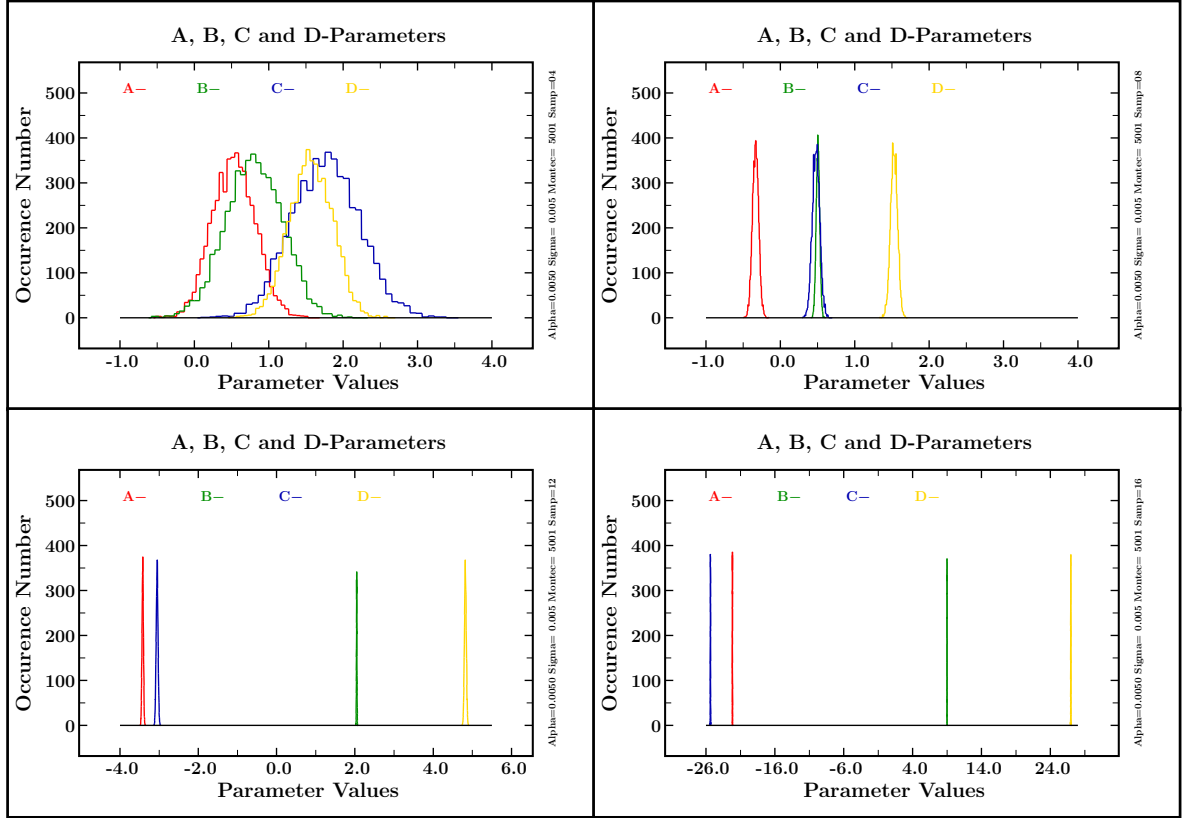 A, B, C and D-Parameters
Occurence Number
500
400
300
200
100
0
A– B– C– D–
-1.0 0.0 1.0 2.0 3.0 4.0
Parameter Values
Alpha=0.0050 Sigma= 0.005 Montec= 5001 Samp=04
A, B, C and D-Parameters
Occurence Number
500
400
300
200
100
0
A– B– C– D–
-1.0 0.0 1.0 2.0 3.0 4.0
Parameter Values
Alpha=0.0050 Sigma= 0.005 Montec= 5001 Samp=08
A, B, C and D-Parameters
Occurence Number
500
400
300
200
100
0
A– B– C– D–
-4.0 -2.0 0.0 2.0 4.0 6.0
Parameter Values
Alpha=0.0050 Sigma= 0.005 Montec= 5001 Samp=12
A, B, C and D-Parameters
Occurence Number
500
400
300
200
100
0
A– B– C– D–
-26.0 -16.0 -6.0 4.0 14.0 24.0
Parameter Values
Alpha=0.0050 Sigma= 0.005 Montec= 5001 Samp=16